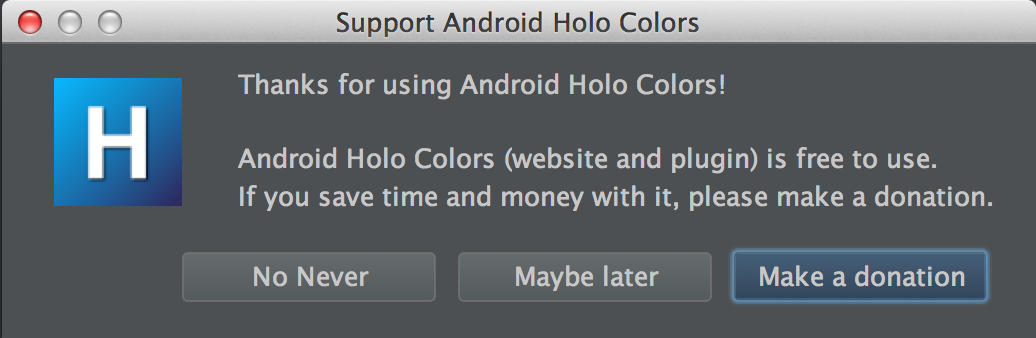 Support Android Holo Colors
H
Thanks for using Android Holo Colors!
Android Holo Colors (website and plugin) is free to use.
If you save time and money with it, please make a donation.
No Never
Maybe later
Make a donation